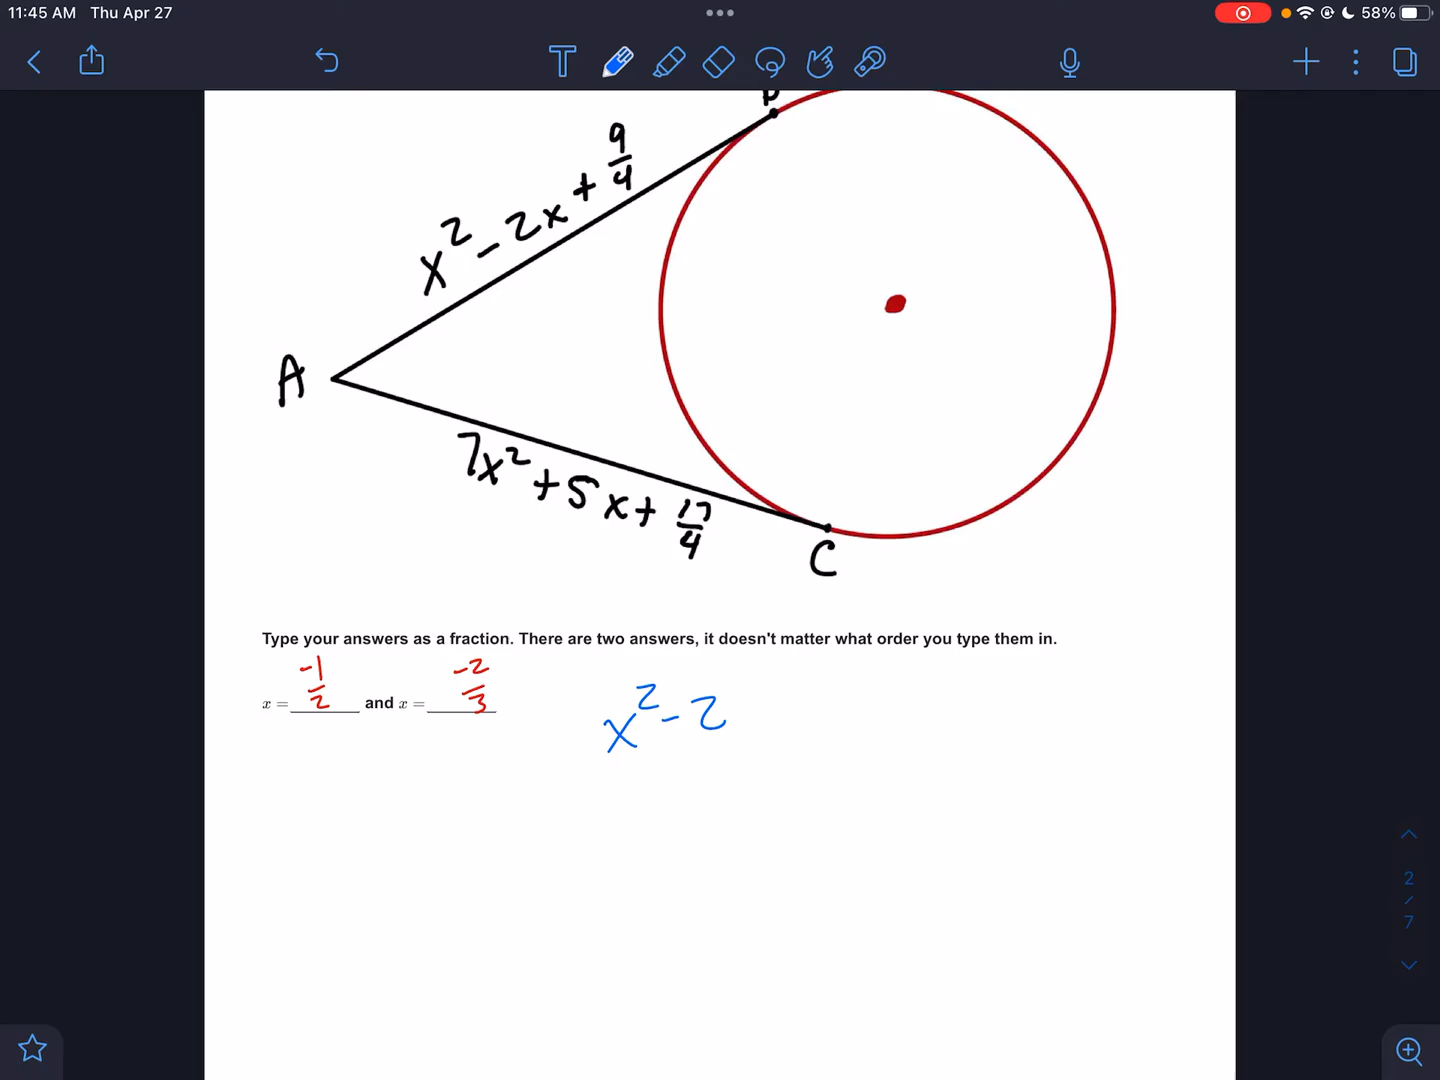 11:45 AM Thu Apr 27
58%
x² - 2x + 9/4
A
7x² + 5x + 17/4
C
Type your answers as a fraction. There are two answers, it doesn't matter what order you type them in.
x = -1/2 and x = -2/3
x² - 2
2
/
7